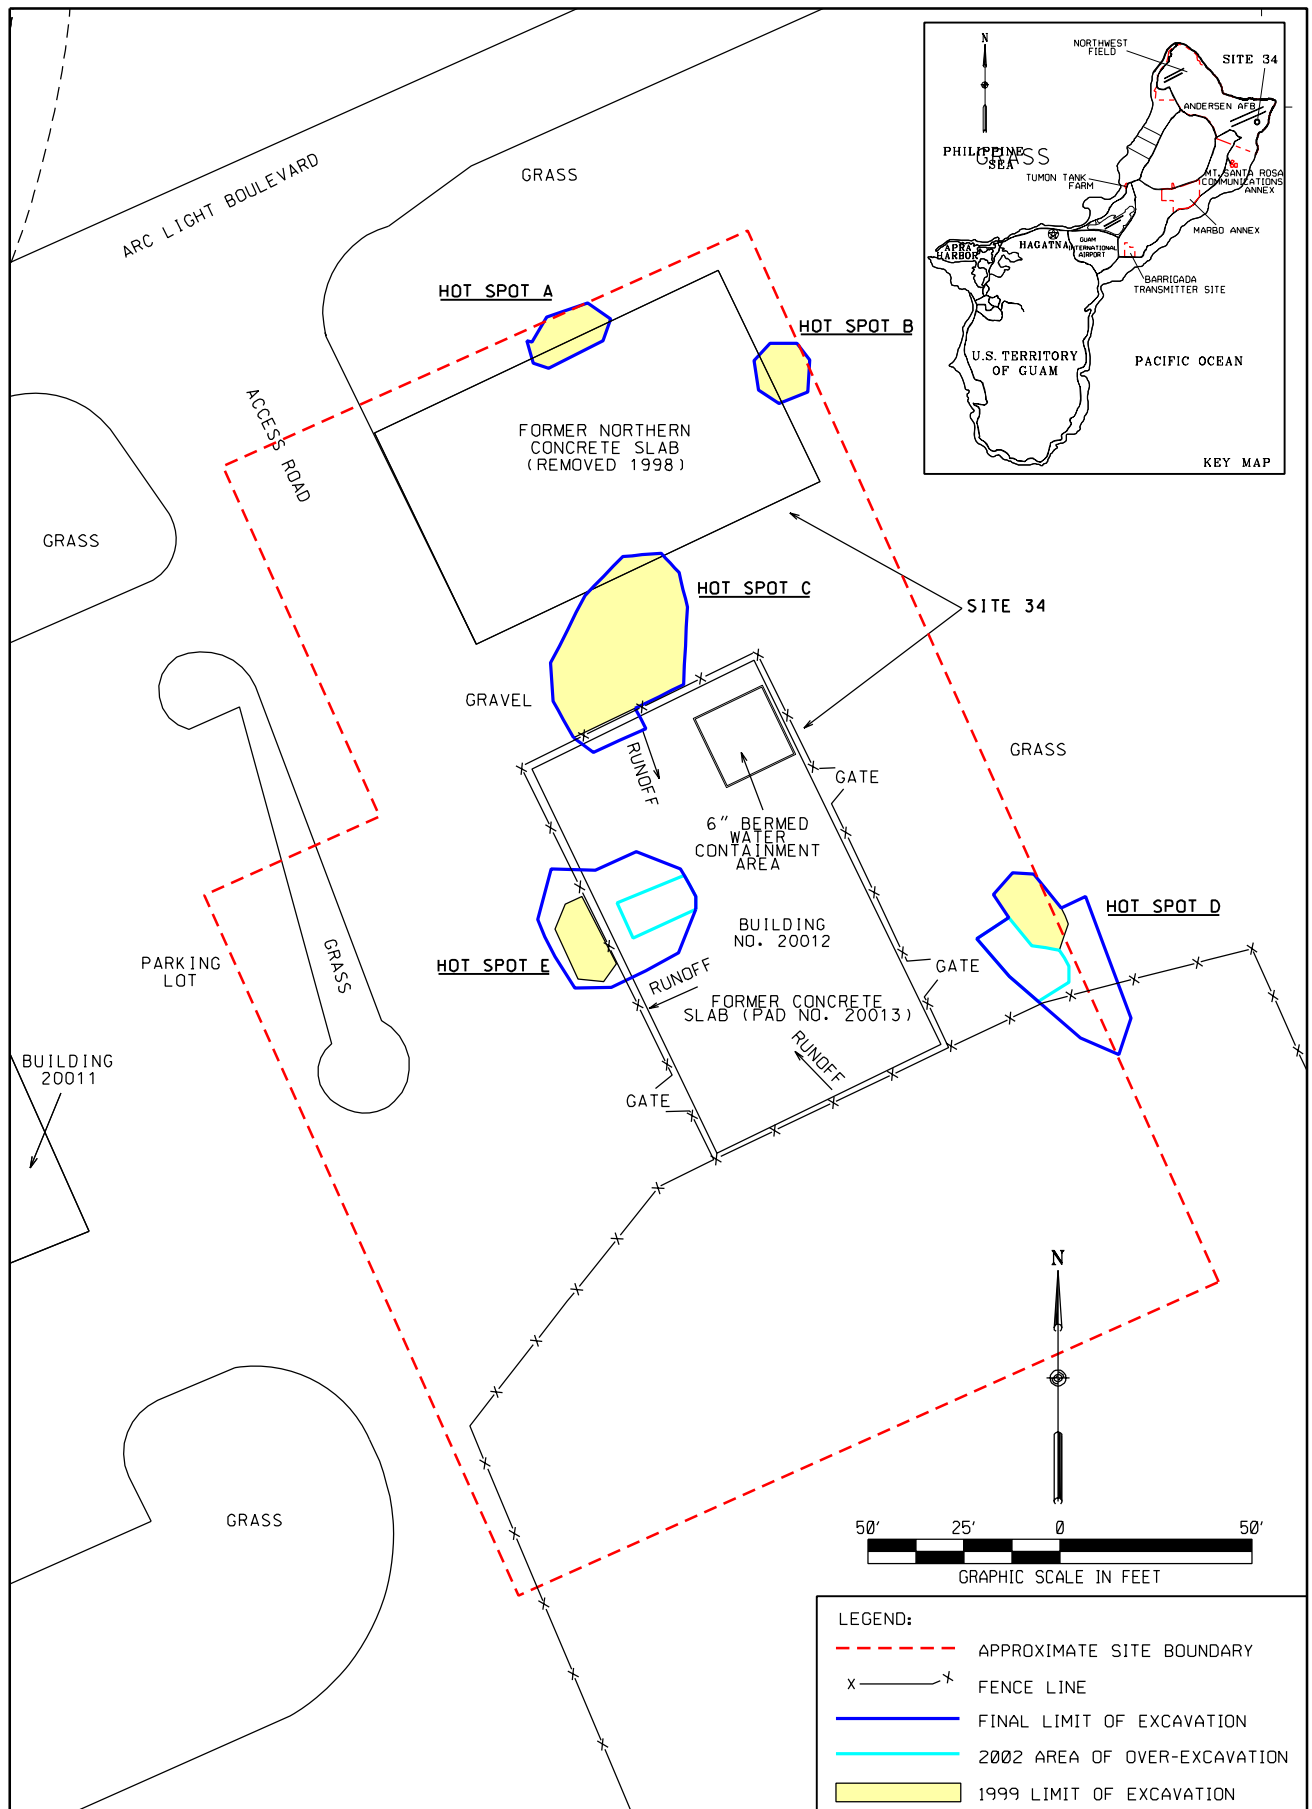 ARC LIGHT BOULEVARD
GRASS
HOT SPOT A
HOT SPOT B
ACCESS ROAD
FORMER NORTHERN
CONCRETE SLAB
(REMOVED 1998)
GRASS
HOT SPOT C
SITE 34
GRAVEL
RUNOFF
GRASS
GATE
6" BERMED
WATER
CONTAINMENT
AREA
HOT SPOT D
BUILDING
NO. 20012
PARKING
LOT
GRASS
HOT SPOT E
RUNOFF
GATE
FORMER CONCRETE
SLAB (PAD NO. 20013)
RUNOFF
BUILDING
20011
GATE
GRASS
N
NORTHWEST
FIELD
SITE 34
ANDERSEN AFB
PHILIPPINE
SEA
GRASS
TUMON TANK
FARM
MT. SANTA ROSA
COMMUNICATIONS
ANNEX
MARBO ANNEX
APRA
HARBOR
HAGATNA
GUAM
INTERNATIONAL
AIRPORT
BARRIGADA
TRANSMITTER SITE
U.S. TERRITORY
OF GUAM
PACIFIC OCEAN
KEY MAP
N
50' 25' 0 50'
GRAPHIC SCALE IN FEET
LEGEND:
APPROXIMATE SITE BOUNDARY
X X FENCE LINE
FINAL LIMIT OF EXCAVATION
2002 AREA OF OVER-EXCAVATION
1999 LIMIT OF EXCAVATION